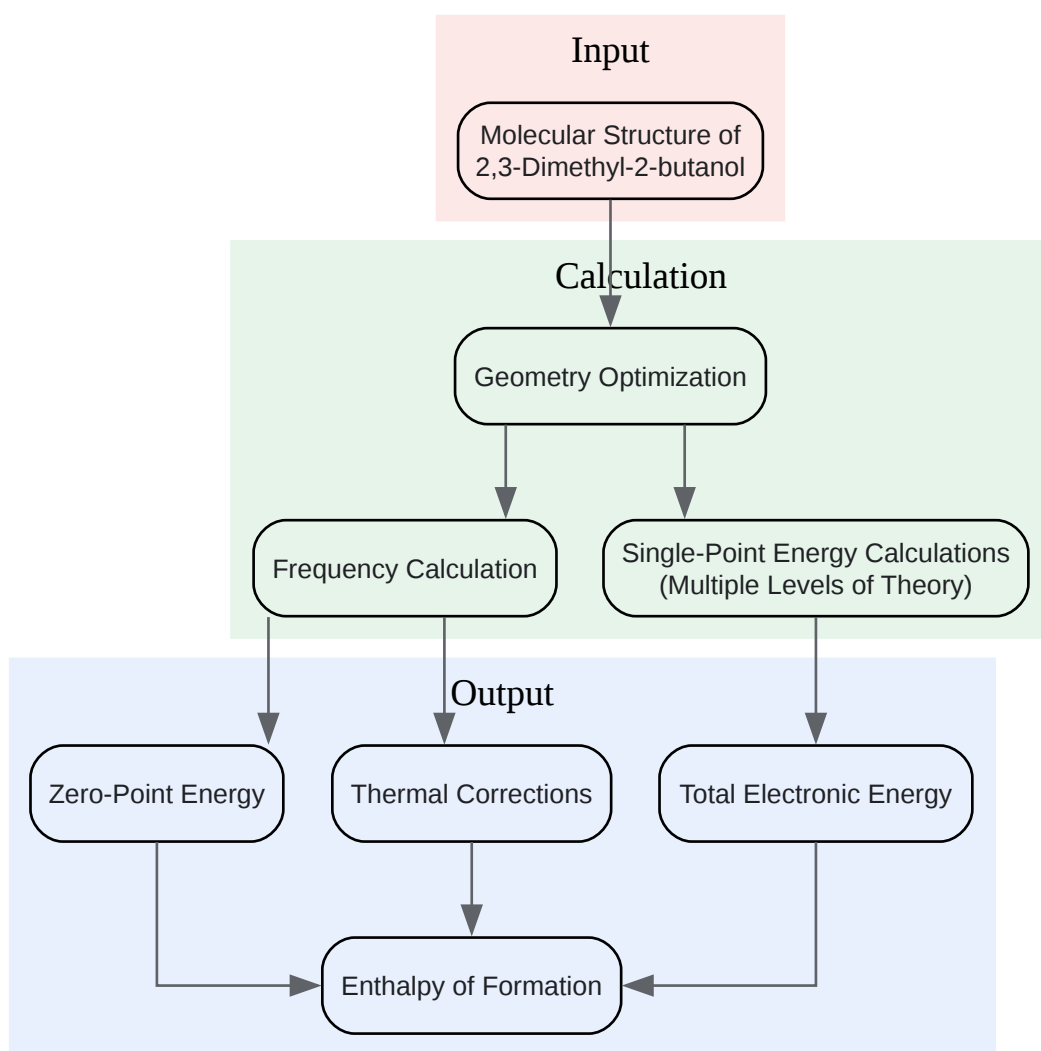 Input
Molecular Structure of
2,3-Dimethyl-2-butanol
Calculation
Geometry Optimization
Frequency Calculation
Single-Point Energy Calculations
(Multiple Levels of Theory)
Output
Zero-Point Energy
Thermal Corrections
Total Electronic Energy
Enthalpy of Formation